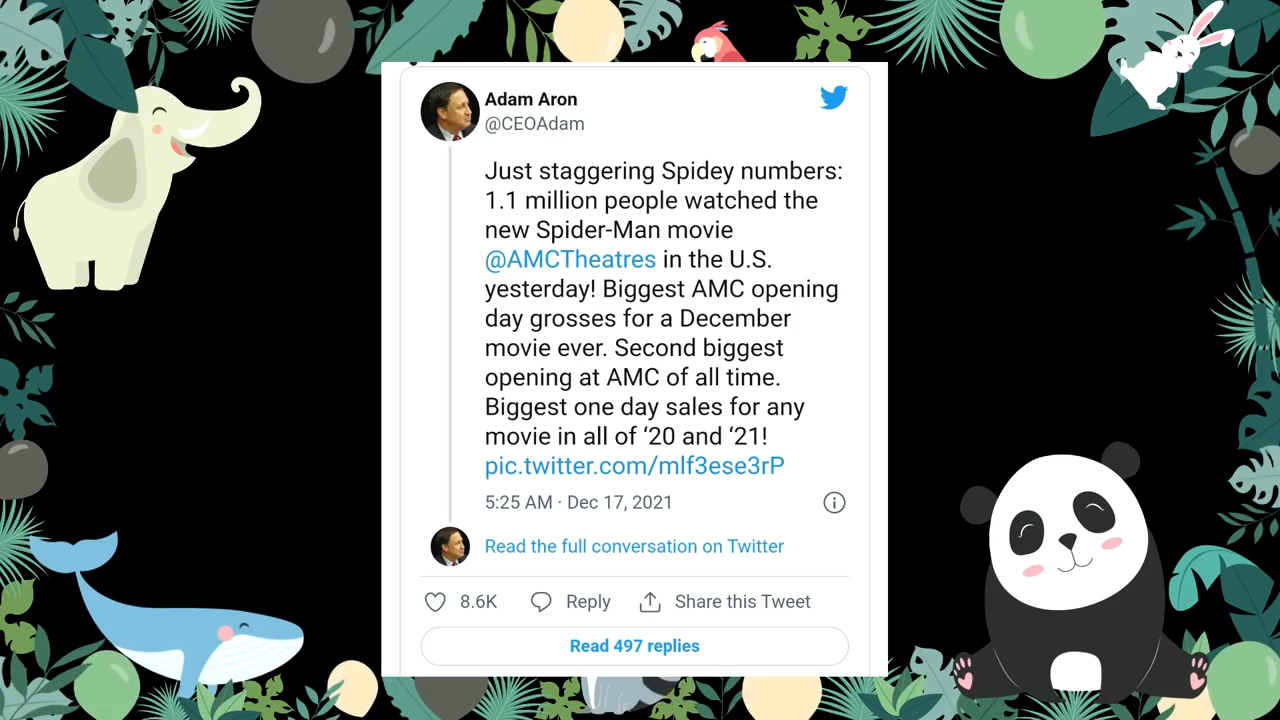 Adam Aron
@CEOAdam
Just staggering Spidey numbers:
1.1 million people watched the
new Spider-Man movie
@AMCTheatres in the U.S.
yesterday! Biggest AMC opening
day grosses for a December
movie ever. Second biggest
opening at AMC of all time.
Biggest one day sales for any
movie in all of ‘20 and ‘21!
pic.twitter.com/mlf3ese3rP
5:25 AM · Dec 17, 2021
Read the full conversation on Twitter
8.6K Reply Share this Tweet
Read 497 replies